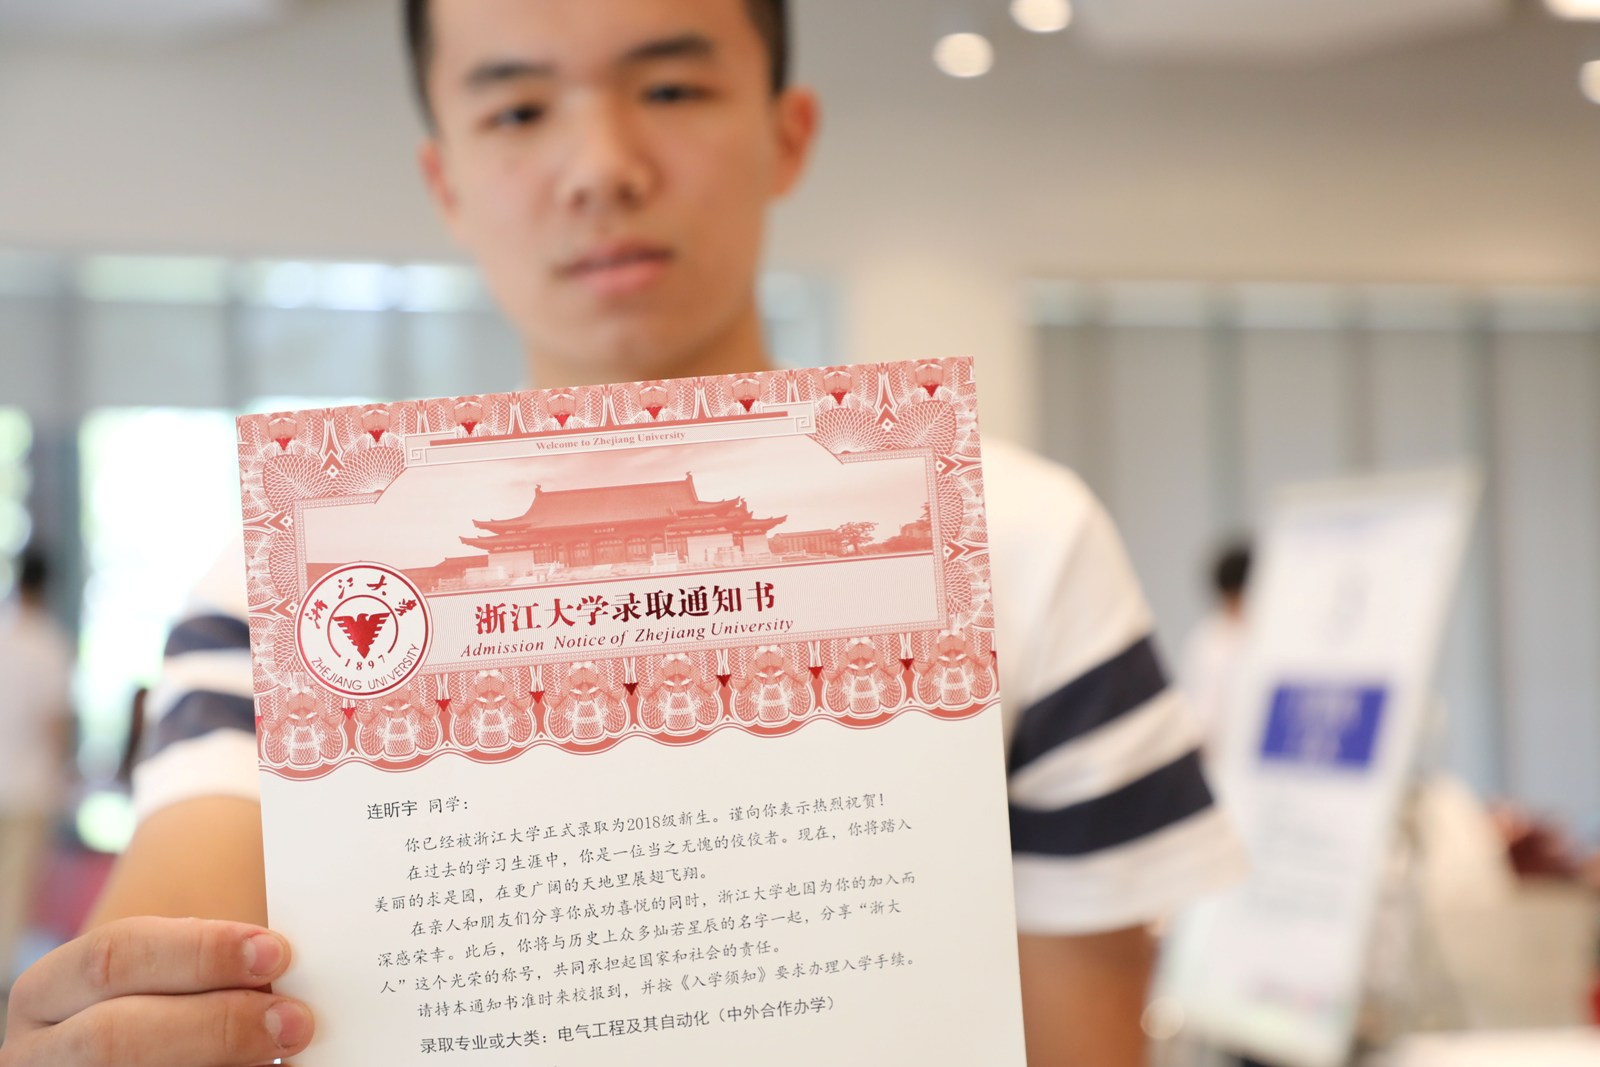 Welcome to Zhejiang University
浙江大学
1897
ZHEJIANG UNIVERSITY
浙江大学录取通知书
Admission Notice of Zhejiang University
连昕宇 同学：
你已经被浙江大学正式录取为2018级新生。谨向你表示热烈祝贺！
在过去的学习生涯中，你是一位当之无愧的佼佼者。现在，你将踏入
美丽的求是园，在更广阔的天地里展翅飞翔。
在亲人和朋友们分享你成功喜悦的同时，浙江大学也因为你的加入而
深感荣幸。此后，你将与历史上众多灿若星辰的名字一起，分享“浙大
人”这个光荣的称号，共同承担起国家和社会的责任。
请持本通知书准时来校报到，并按《入学须知》要求办理入学手续。
录取专业或大类：电气工程及其自动化（中外合作办学）